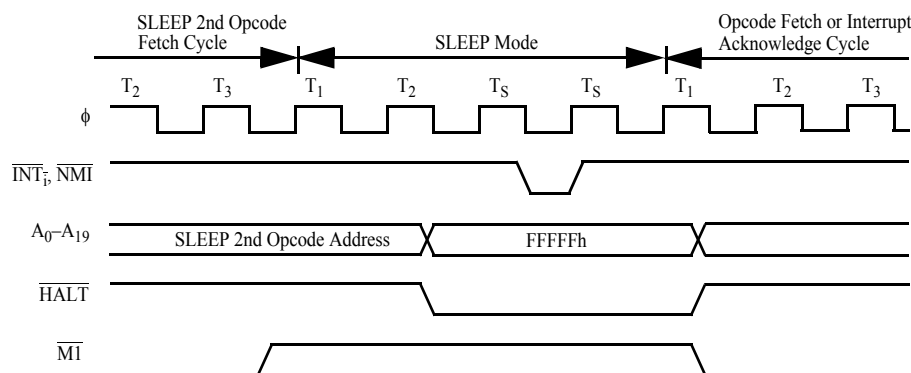 SLEEP 2nd Opcode
Fetch Cycle
SLEEP Mode
Opcode Fetch or Interrupt
Acknowledge Cycle
T2 T3 T1 T2 TS TS T1 T2 T3
ϕ
INTi, NMI
A0–A19
SLEEP 2nd Opcode Address
FFFFFh
HALT
M1